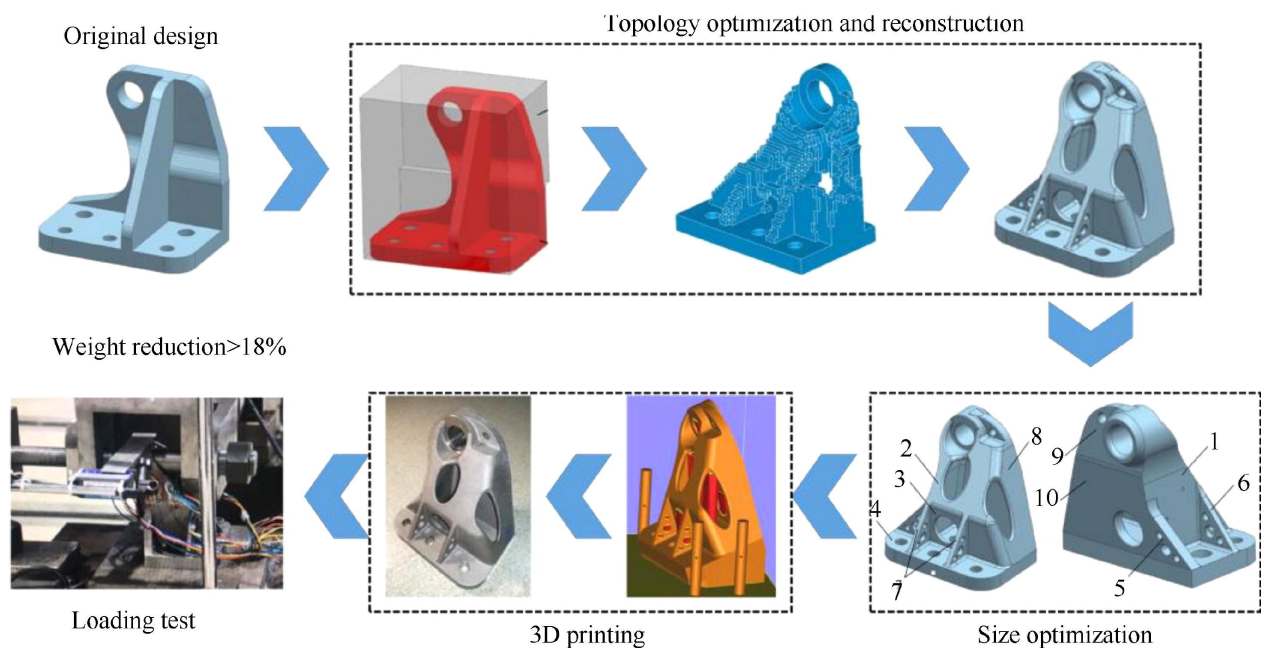 Original design
Topology optimization and reconstruction
Weight reduction>18%
2
3
4
7
8
9
10
1
6
5
Loading test
3D printing
Size optimization